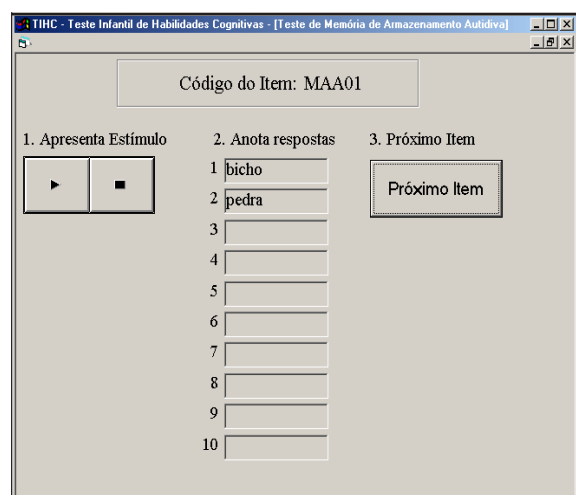 TIHC - Teste Infantil de Habilidades Cognitivas - [Teste de Memória de Armazenamento Autidiva]
Código do Item: MAA01
1. Apresenta Estímulo
2. Anota respostas
3. Próximo Item
1 bicho
2 pedra
3
4
5
6
7
8
9
10
Próximo Item